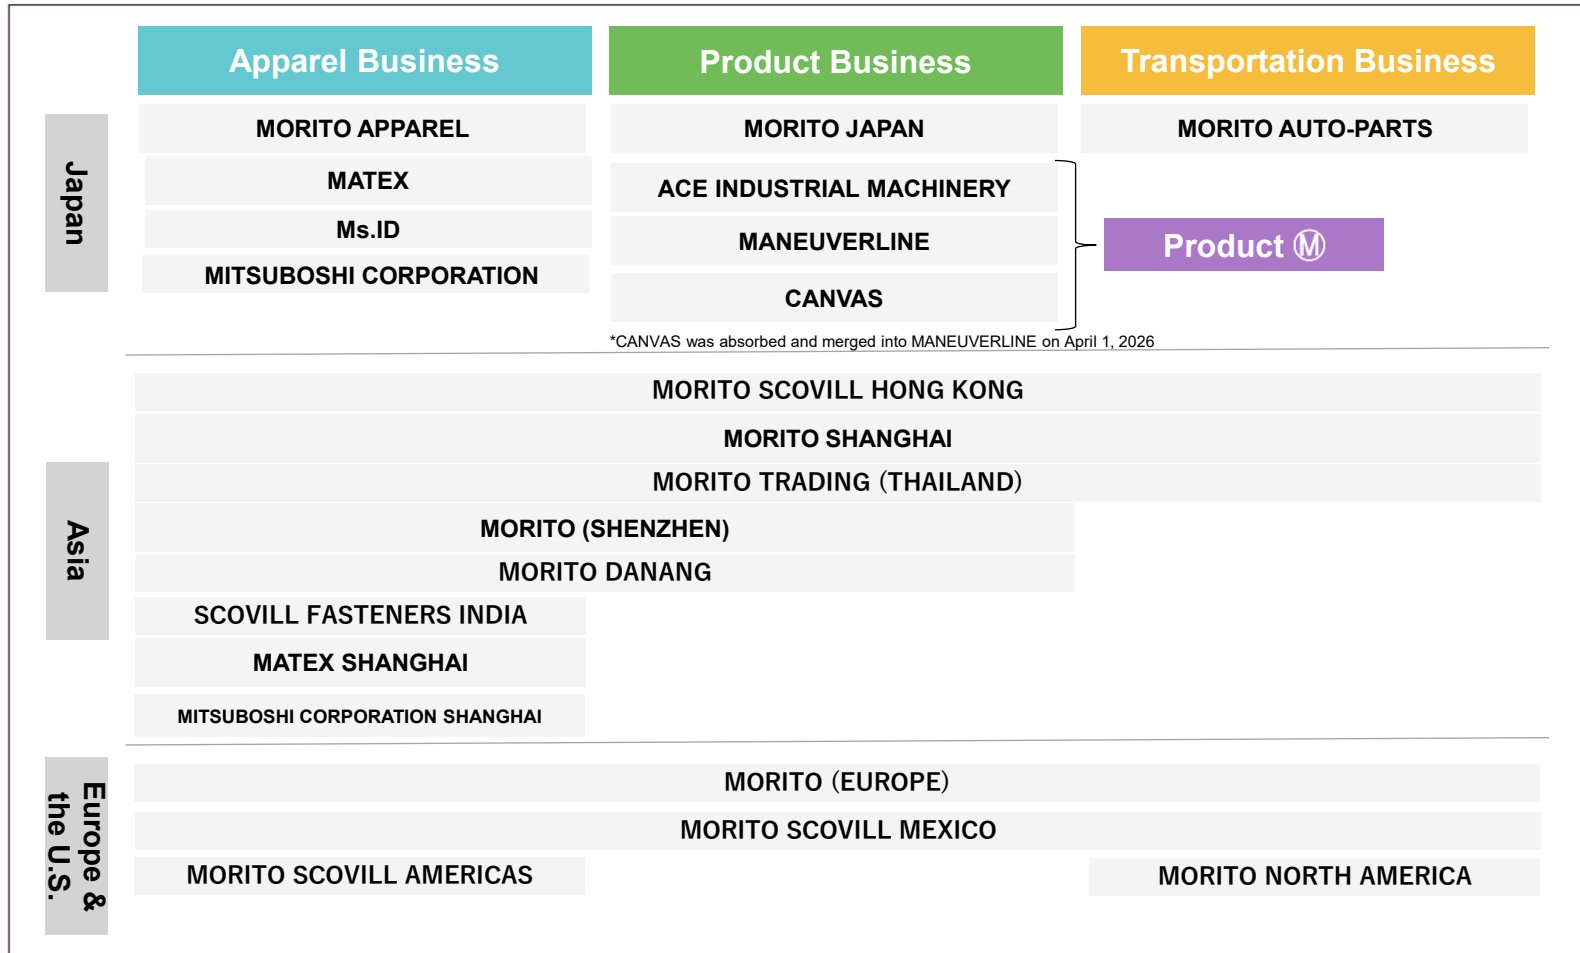 Apparel Business
Product Business
Transportation Business
Japan
MORITO APPAREL
MORITO JAPAN
MORITO AUTO-PARTS
MATEX
ACE INDUSTRIAL MACHINERY
Ms.ID
MANEUVERLINE
Product Ⓜ
MITSUBOSHI CORPORATION
CANVAS
*CANVAS was absorbed and merged into MANEUVERLINE on April 1, 2026
Asia
MORITO SCOVILL HONG KONG
MORITO SHANGHAI
MORITO TRADING (THAILAND)
MORITO (SHENZHEN)
MORITO DANANG
SCOVILL FASTENERS INDIA
MATEX SHANGHAI
MITSUBOSHI CORPORATION SHANGHAI
Europe &
the U.S.
MORITO (EUROPE)
MORITO SCOVILL MEXICO
MORITO SCOVILL AMERICAS
MORITO NORTH AMERICA